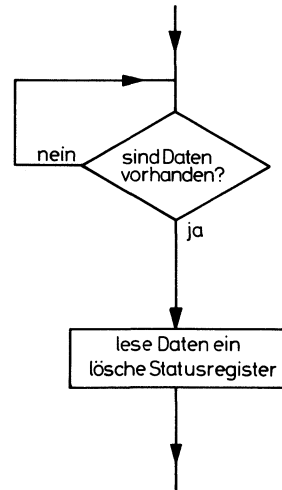 nein
sind Daten
vorhanden?
ja
lese Daten ein
lösche Statusregister